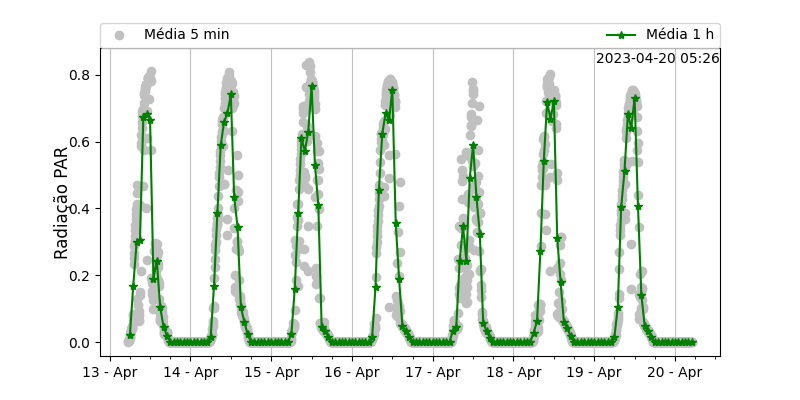 Média 5 min Média 1 h
2023-04-20 05:26
Radiação PAR
0.8
0.6
0.4
0.2
0.0
13 - Apr 14 - Apr 15 - Apr 16 - Apr 17 - Apr 18 - Apr 19 - Apr 20 - Apr